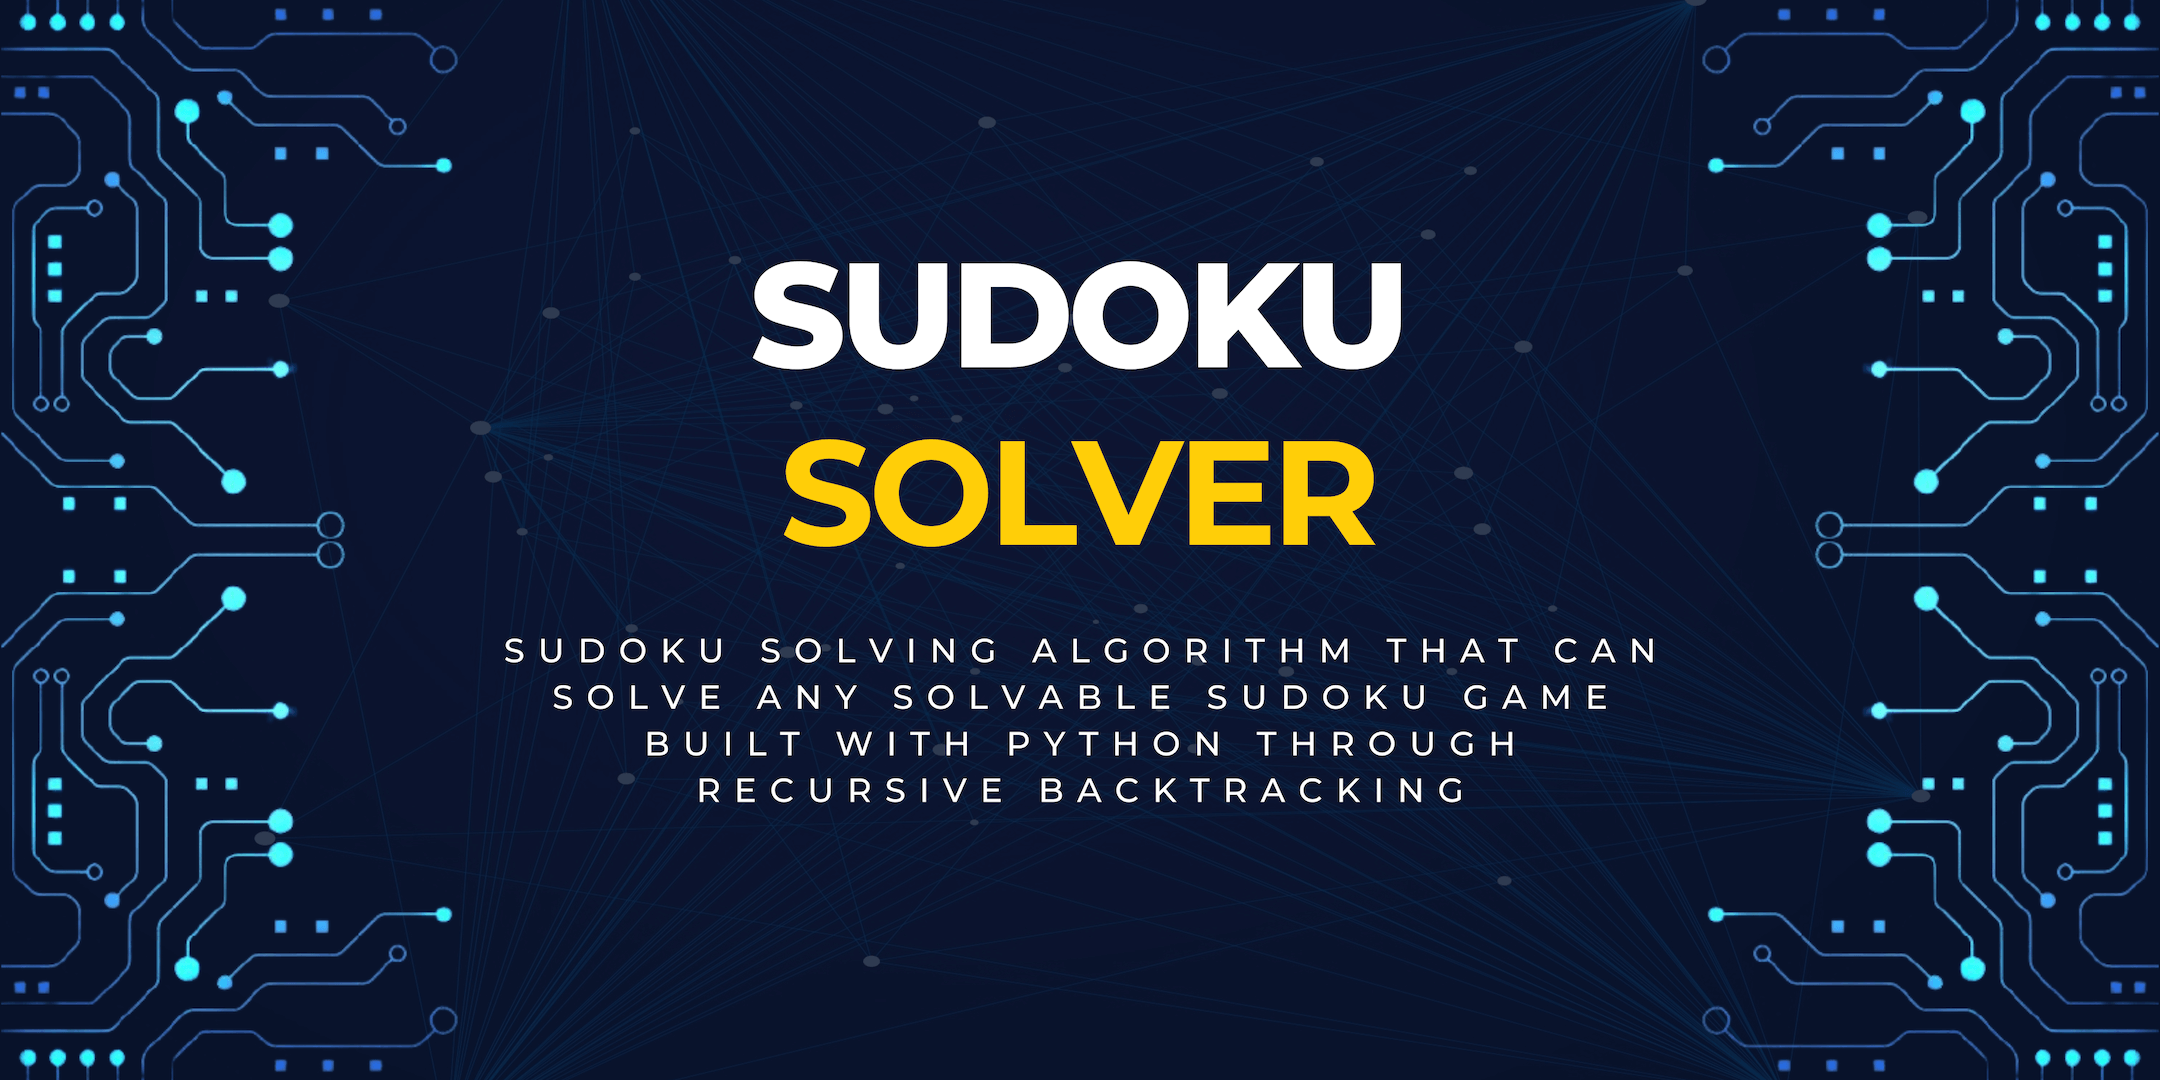 SUDOKU
SOLVER
SUDOKU SOLVING ALGORITHM THAT CAN
SOLVE ANY SOLVABLE SUDOKU GAME
BUILT WITH PYTHON THROUGH
RECURSIVE BACKTRACKING